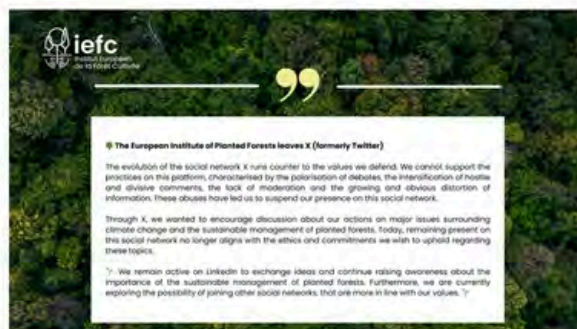 iefc
Institut Européen
de la Forêt Cultivée
The European Institute of Planted Forests leaves X (formerly Twitter)
The evolution of the social network X runs counter to the values we defend. We cannot support the
practices on this platform, characterised by the polarisation of debates, the intensification of hostile
and divisive comments, the lack of moderation and the growing and obvious distortion of
information. These abuses have led us to suspend our presence on this social network.
Through X, we wanted to encourage discussion about our actions on major issues surrounding
climate change and the sustainable management of planted forests. Today, remaining present on
this social network no longer aligns with the ethics and commitments we wish to uphold regarding
these topics.
We remain active on LinkedIn to exchange ideas and continue raising awareness about the
importance of the sustainable management of planted forests. Furthermore, we are currently
exploring the possibility of joining other social networks, that are more in line with our values.